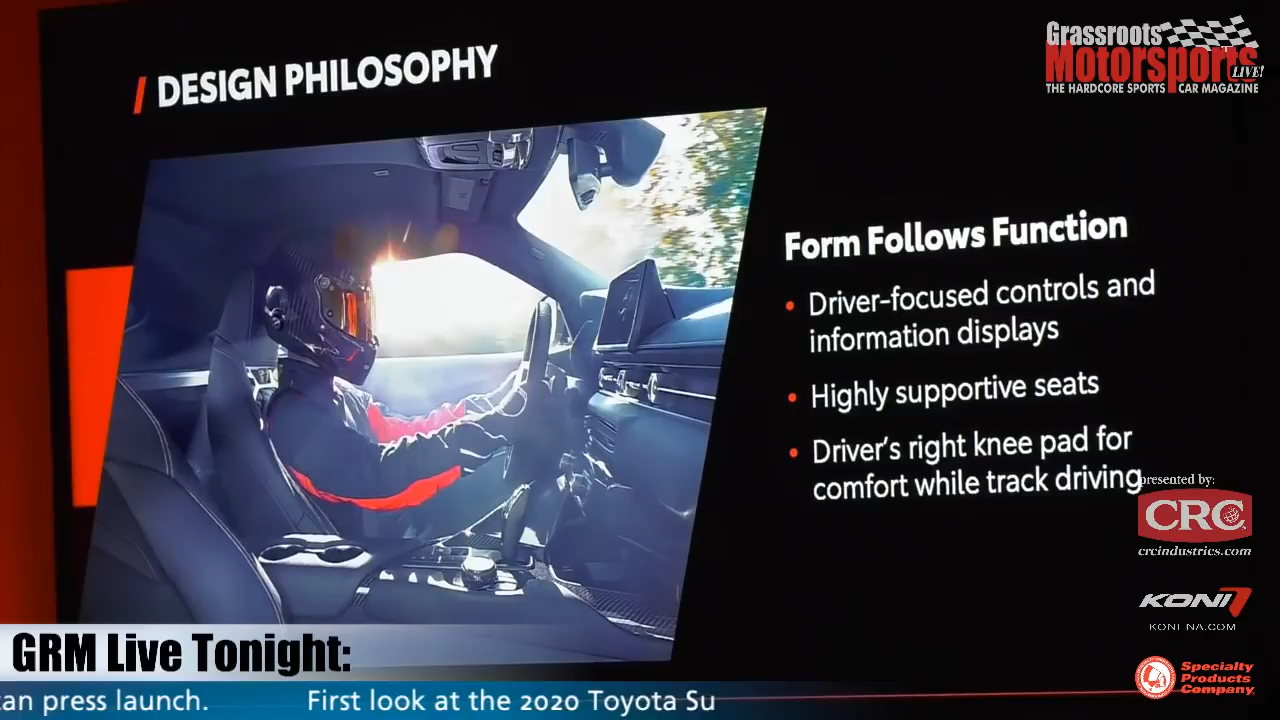 / DESIGN PHILOSOPHY
Grassroots
Motorsports
LIVE!
THE HARDCORE SPORTS CAR MAGAZINE
Form Follows Function
• Driver-focused controls and
information displays
• Highly supportive seats
• Driver's right knee pad for
comfort while track driving
presented by:
CRC
crcindustries.com
KONI
KONI-NA.COM
Specialty
Products
Company
GRM Live Tonight:
can press launch. First look at the 2020 Toyota Su